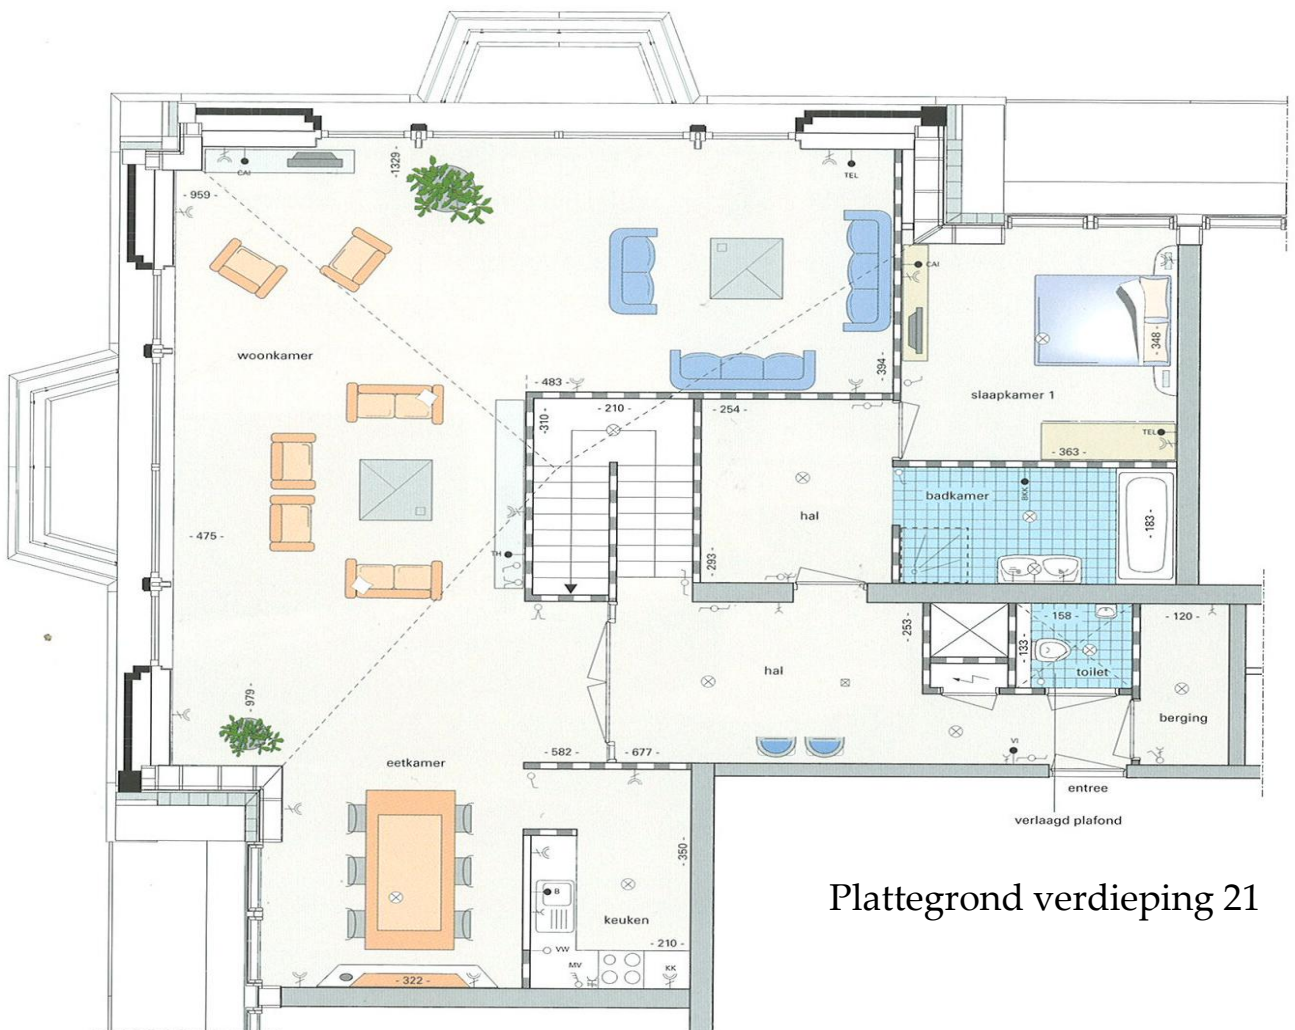 -1329-
CAI
TEL
- 959 -
CAI
woonkamer
- 348 -
- 394 -
- 483 -
slaapkamer 1
- 310 -
- 210 -
- 254 -
TEL
- 363 -
badkamer
BKK
hal
- 183 -
- 475 -
TH
- 293 -
- 253 -
- 158 -
- 120 -
- 133 -
hal
toilet
- 979 -
berging
VS
- 582 -
- 677 -
eetkamer
entree
verlaagd plafond
- 350 -
B
Plattegrond verdieping 21
keuken
- 210 -
VW
MV
KK
- 322 -